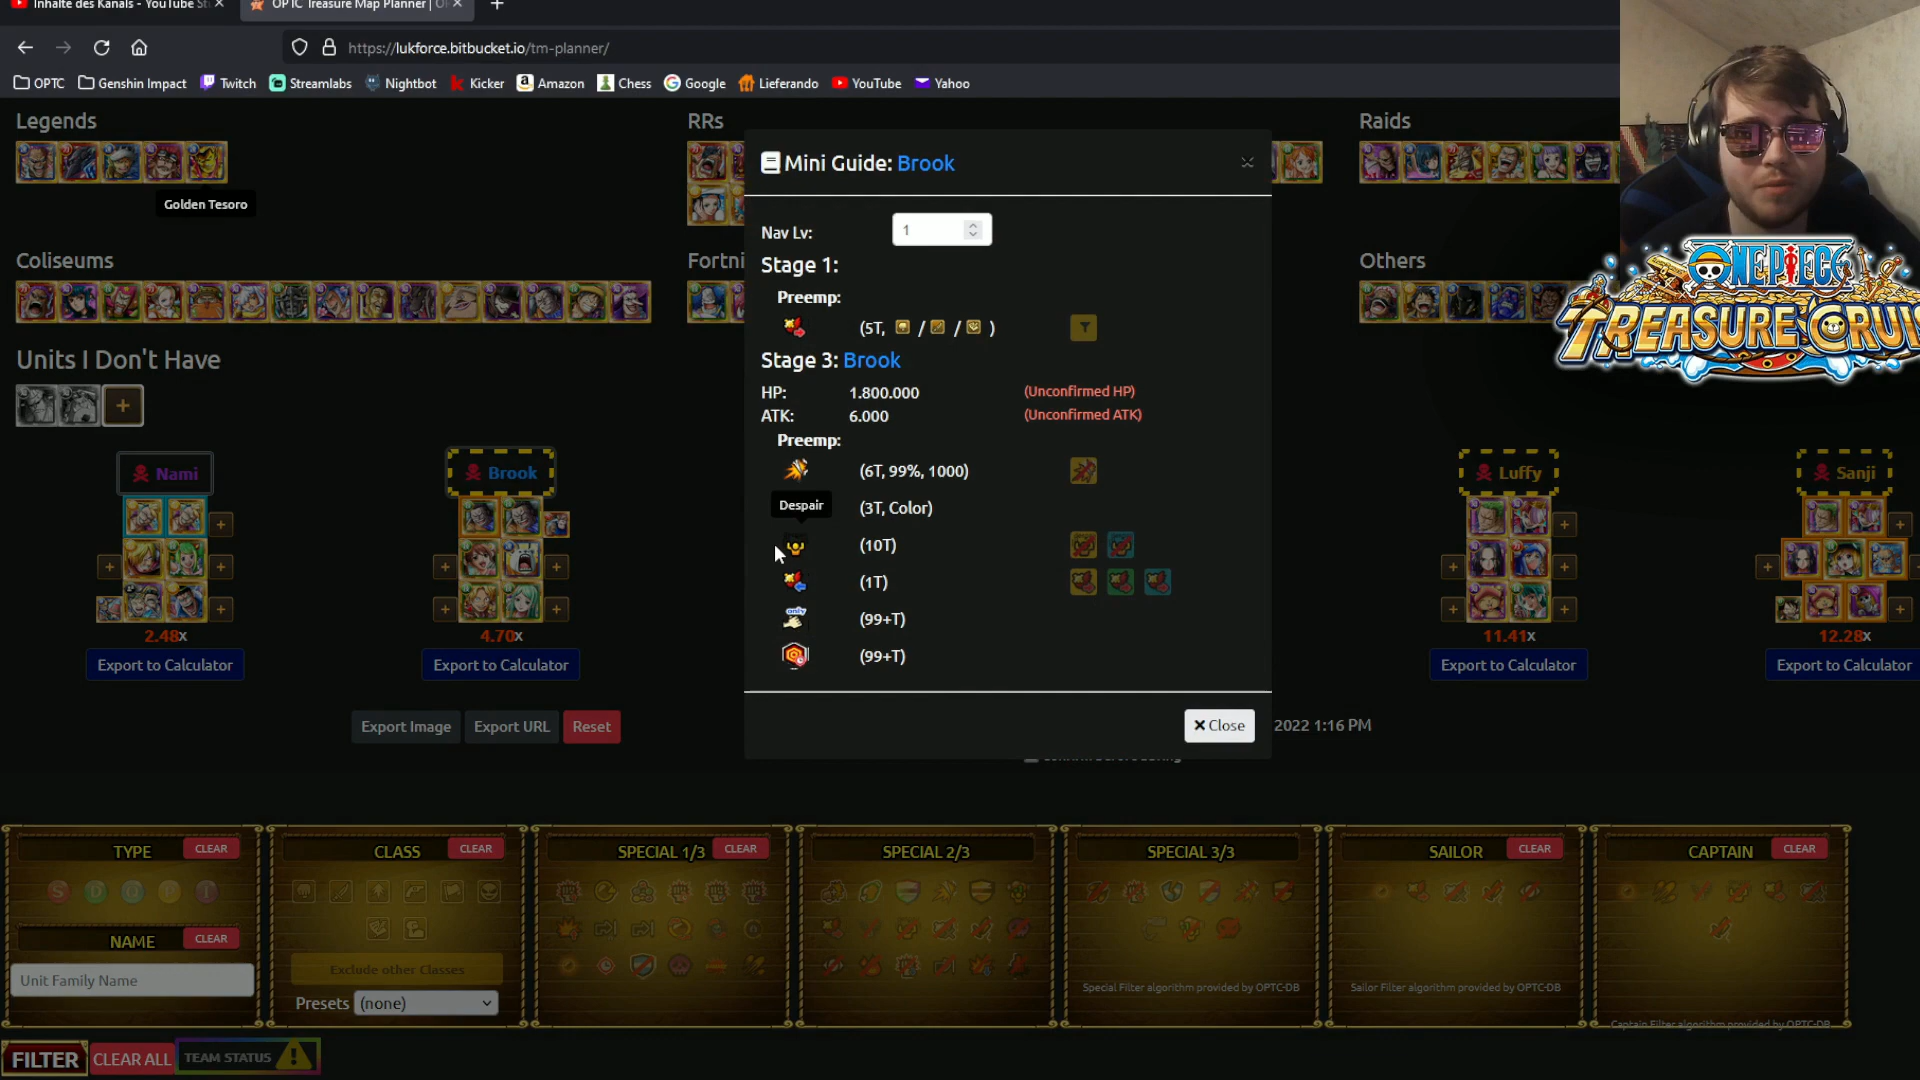 Inhalte des Kanals - YouTube St
OPTC Treasure Map Planner | O
https://lukforce.bitbucket.io/tm-planner/
OPTC
Genshin Impact
Twitch
Streamlabs
Nightbot
Kicker
Amazon
Chess
Google
Lieferando
YouTube
Yahoo
Legends
RRs
Raids
Golden Tesoro
Coliseums
Fortni
Others
Units I Don't Have
Mini Guide: Brook
Nav Lv:
1
Stage 1:
Preemp:
(5T, / / )
Stage 3: Brook
HP:
1.800.000
(Unconfirmed HP)
ATK:
6.000
(Unconfirmed ATK)
Preemp:
(6T, 99%, 1000)
Despair
(3T, Color)
(10T)
(1T)
only
(99+T)
(99+T)
Close
ONE PIECE
TREASURE CRUIS
Nami
Brook
Luffy
Sanji
2.48x
4.70x
11.41x
12.28x
Export to Calculator
Export to Calculator
Export to Calculator
Export to Calculator
Export Image
Export URL
Reset
2022 1:16 PM
TYPE
CLEAR
CLASS
CLEAR
SPECIAL 1/3
CLEAR
SPECIAL 2/3
SPECIAL 3/3
SAILOR
CLEAR
CAPTAIN
CLEAR
NAME
CLEAR
Unit Family Name
Exclude other Classes
Presets
(none)
Special Filter algorithm provided by OPTC-DB
Sailor Filter algorithm provided by OPTC-DB
Captain Filter algorithm provided by OPTC-DB
FILTER
CLEAR ALL
TEAM STATUS